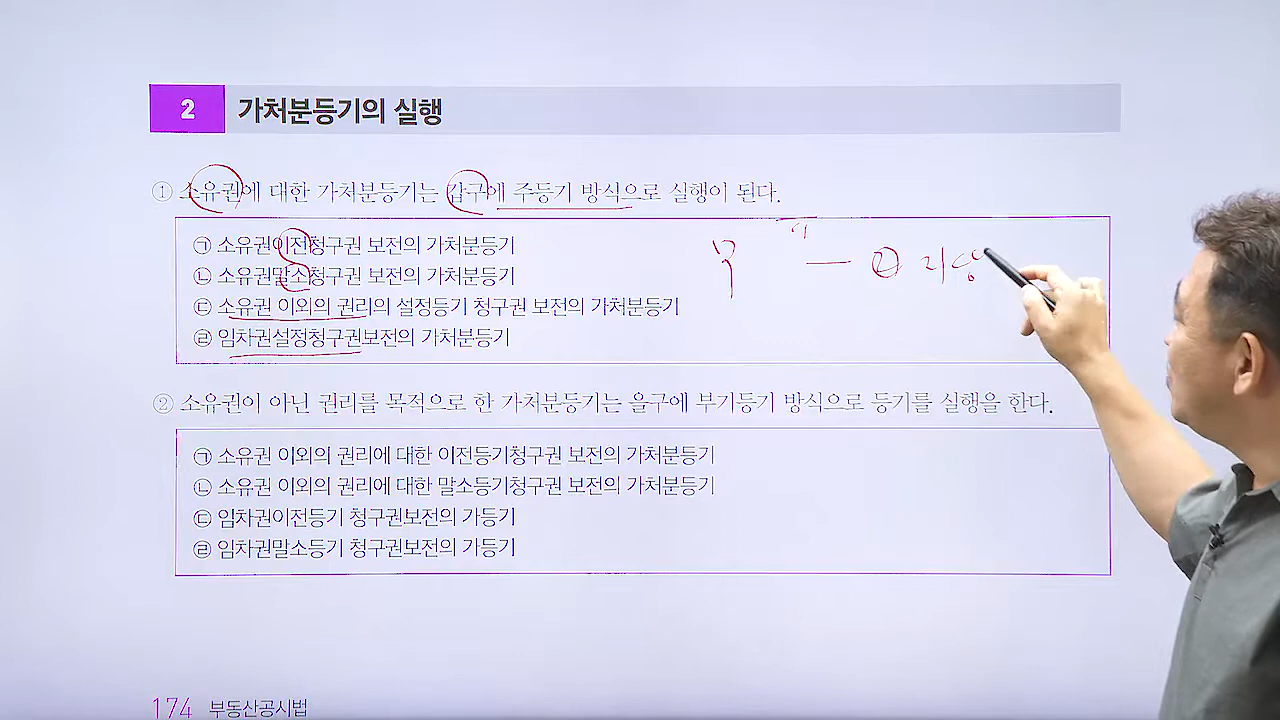 2 가처분등기의 실행
① 소유권에 대한 가처분등기는 갑구에 주등기 방식으로 실행이 된다.
㉠ 소유권이전청구권 보전의 가처분등기
㉡ 소유권말소청구권 보전의 가처분등기
㉢ 소유권 이외의 권리의 설정등기 청구권 보전의 가처분등기
㉣ 임차권설정청구권보전의 가처분등기
② 소유권이 아닌 권리를 목적으로 한 가처분등기는 을구에 부기등기 방식으로 등기를 실행을 한다.
㉠ 소유권 이외의 권리에 대한 이전등기청구권 보전의 가처분등기
㉡ 소유권 이외의 권리에 대한 말소등기청구권 보전의 가처분등기
㉢ 임차권이전등기 청구권보전의 가등기
㉣ 임차권말소등기 청구권보전의 가등기
174 부동산공시법